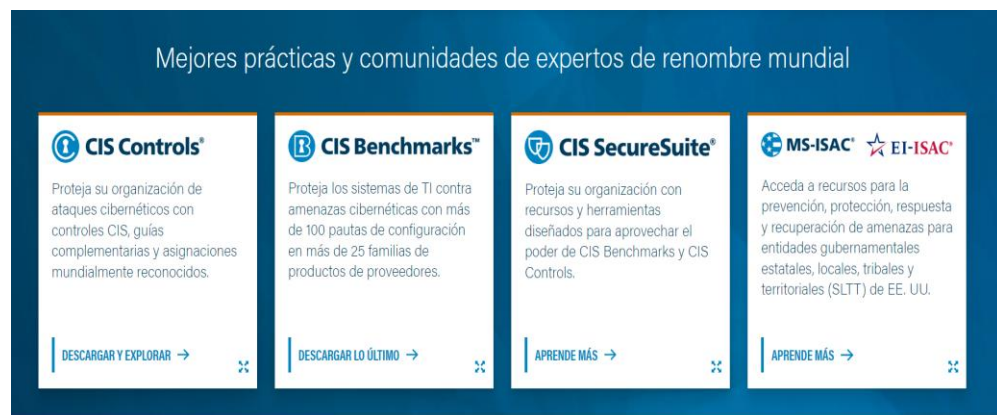 Mejores prácticas y comunidades de expertos de renombre mundial
CIS Controls®
Proteja su organización de
ataques cibernéticos con
controles CIS, guías
complementarias y asignaciones
mundialmente reconocidos.
DESCARGAR Y EXPLORAR →
CIS Benchmarks™
Proteja los sistemas de TI contra
amenazas cibernéticas con más
de 100 pautas de configuración
en más de 25 familias de
productos de proveedores.
DESCARGAR LO ÚLTIMO →
CIS SecureSuite®
Proteja su organización con
recursos y herramientas
diseñados para aprovechar el
poder de CIS Benchmarks y CIS
Controls.
APRENDE MÁS →
MS-ISAC® EI-ISAC®
Acceda a recursos para la
prevención, protección, respuesta
y recuperación de amenazas para
entidades gubernamentales
estatales, locales, tribales y
territoriales (SLTT) de EE. UU.
APRENDE MÁS →